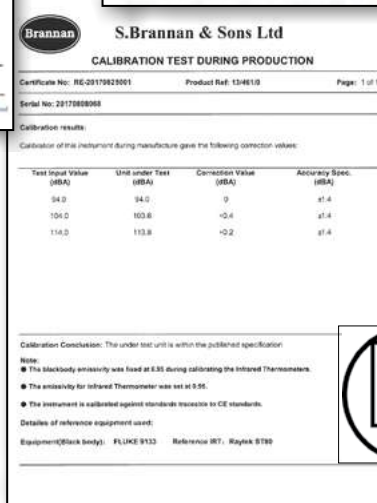 Brannan
S.Brannan & Sons Ltd
CALIBRATION TEST DURING PRODUCTION
Certificate No: RE-20170829001 Product Ref: 13/461/0 Page: 1 of
Serial No: 20170808068
Calibration results:
Calibration of this instrument during manufacture gave the following correction values:
Test Input Value Unit under Test Correction Value Accuracy Spec.
(dBA) (dBA) (dBA) (dBA)
94.0 94.0 0 ±1.4
104.0 103.6 +0.4 ±1.4
114.0 113.8 +0.2 ±1.4
Calibration Conclusion: The under test unit is within the published specification
Note:
● The blackbody emissivity was fixed at 0.95 during calibrating the Infrared Thermometers.
● The emissivity for Infrared Thermometer was set at 0.95.
● The instrument is calibrated against standards traceable to CE standards.
Detailes of reference equipment used:
Equipment(Black body): FLUKE 9133 Reference IRT: Raytek ST80